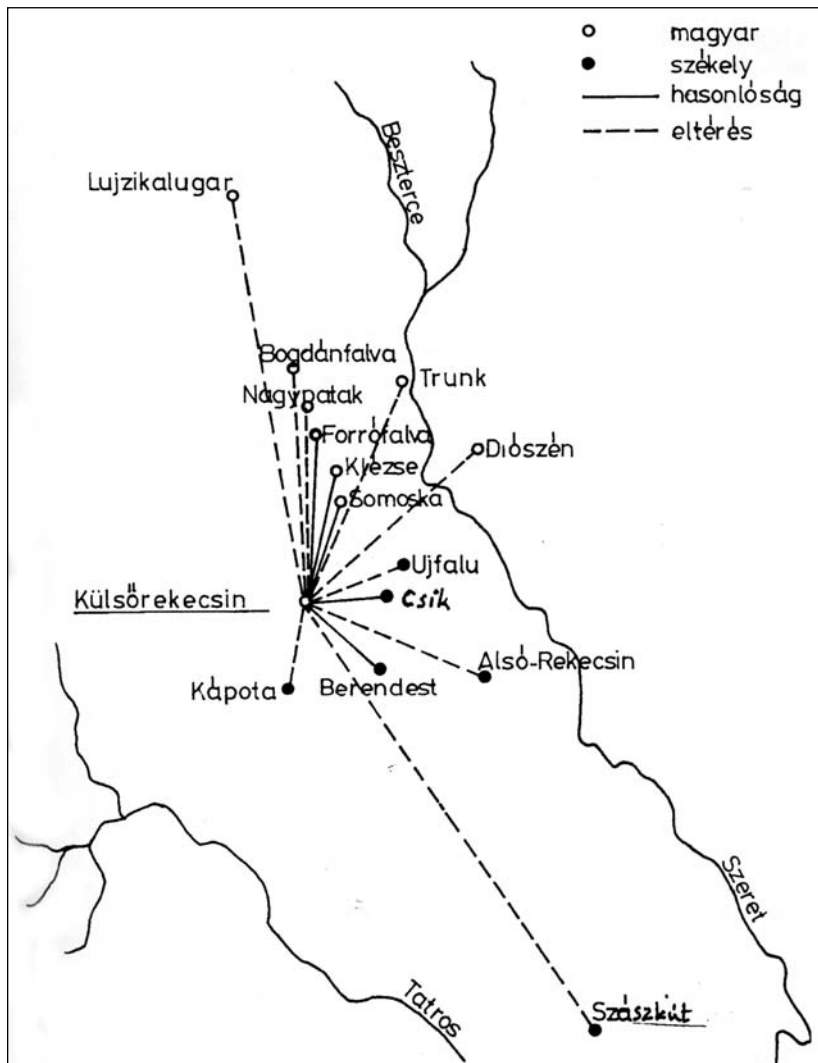 magyar
székely
hasonlóság
eltérés
Beszterce
Lujzikalugar
Bogdánfalva
Trunk
Nagypatak
Forrófalva
Diószén
Klézse
Somoska
Ujfalu
Csik
Külsőrekecsin
Alsó-Rekecsin
Kápota
Berendest
Szeret
Tatros
Szászkút